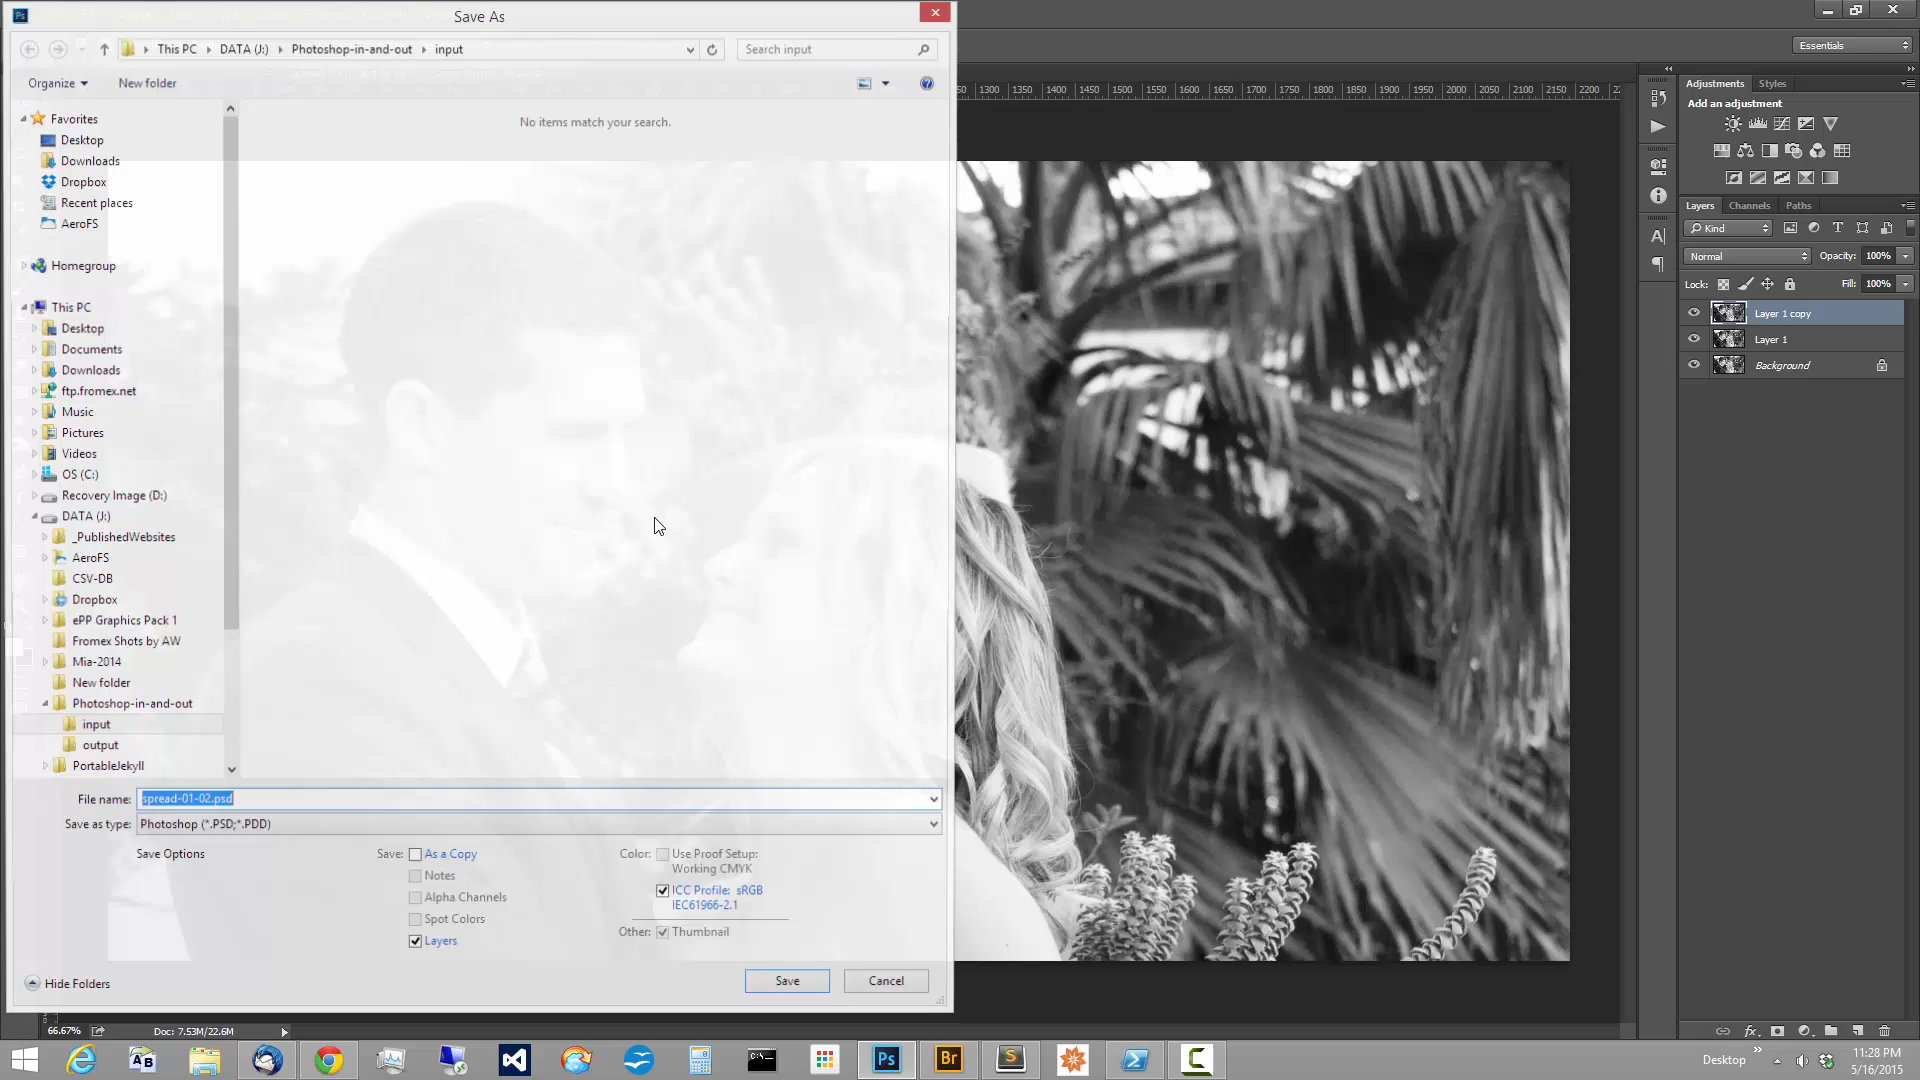 Ps Save As
This PC DATA (J:) Photoshop-in-and-out input
Search input
Organize New folder
Essentials
No items match your search.
Favorites
Desktop
Downloads
Dropbox
Recent places
AeroFS
Homegroup
This PC
Desktop
Documents
Downloads
ftp.fromex.net
Music
Pictures
Videos
OS (C:)
Recovery Image (D:)
DATA (J:)
_PublishedWebsites
AeroFS
CSV-DB
Dropbox
ePP Graphics Pack 1
Fromex Shots by AW
Mia-2014
New folder
Photoshop-in-and-out
input
output
PortableJekyll
File name: spread-01-02.psd
Save as type: Photoshop (*.PSD;*.PDD)
Save Options
Save: As a Copy
Notes
Alpha Channels
Spot Colors
Layers
Color: Use Proof Setup:
Working CMYK
ICC Profile: sRGB
IEC61966-2.1
Other: Thumbnail
Hide Folders
Save Cancel
1300 1350 1400 1450 1500 1550 1600 1650 1700 1750 1800 1850 1900 1950 2000 2050 2100 2150 2200
Adjustments Styles
Add an adjustment
Layers Channels Paths
Kind
Normal Opacity: 100%
Lock: Fill: 100%
Layer 1 copy
Layer 1
Background
66.67% Doc: 7.53M/22.6M
AB
C:\
Ps
Br
S
C
Desktop
11:28 PM
5/16/2015